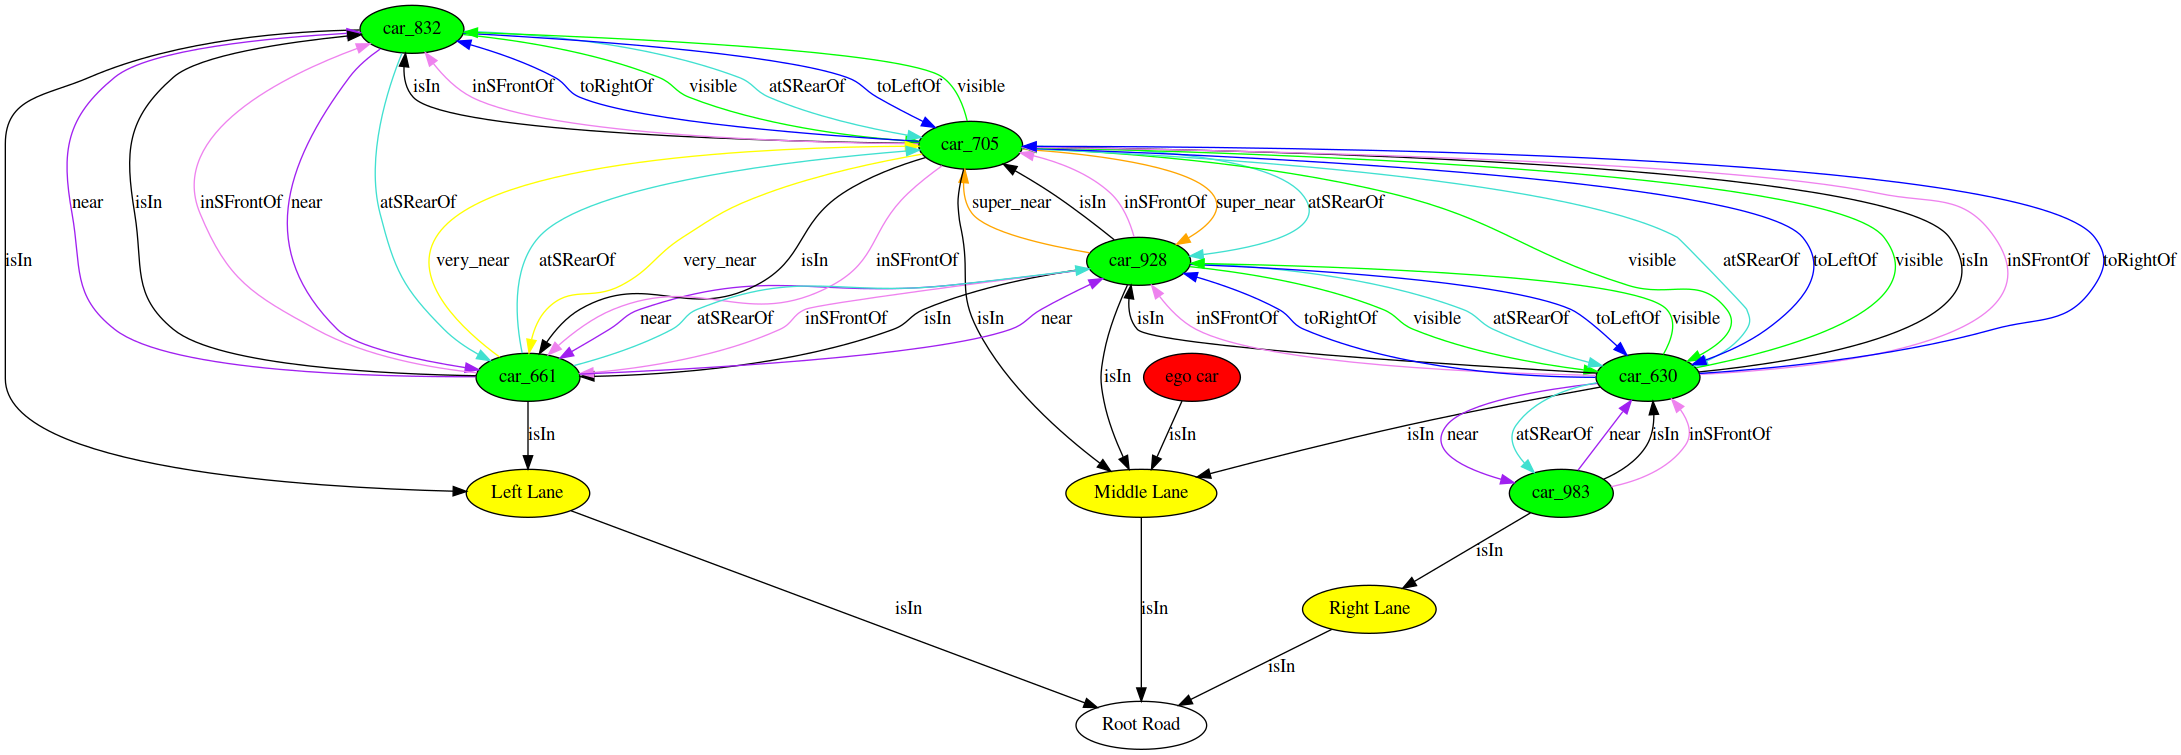 car_832
isIn inSFrontOf toRightOf visible atSRearOf toLeftOf visible
car_705
near isIn inSFrontOf near atSRearOf super_near isIn inSFrontOf super_near atSRearOf
isIn very_near atSRearOf very_near isIn inSFrontOf car_928 visible atSRearOf toLeftOf visible isIn inSFrontOf toRightOf
near atSRearOf inSFrontOf isIn isIn near isIn inSFrontOf toRightOf visible atSRearOf toLeftOf visible
car_661 isIn ego car car_630
isIn isIn isIn near atSRearOf near isIn inSFrontOf
Left Lane Middle Lane car_983
isIn
isIn isIn Right Lane
isIn
Root Road